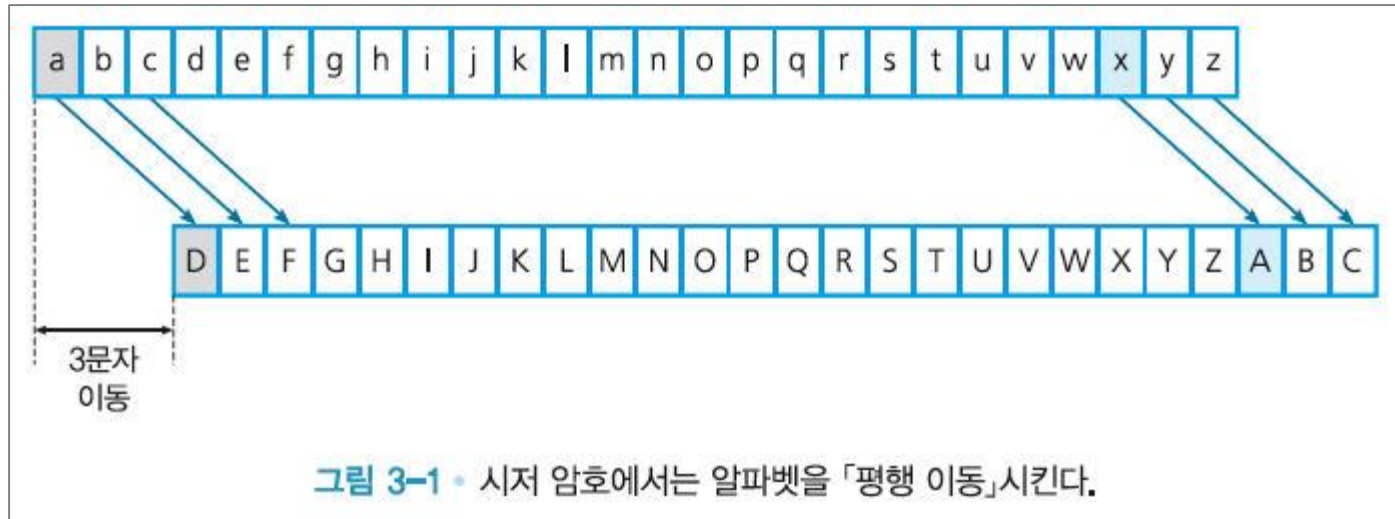 a b c d e f g h i j k l m n o p q r s t u v w x y z
D E F G H I J K L M N O P Q R S T U V W X Y Z A B C
3문자
이동
그림 3-1 • 시저 암호에서는 알파벳을 「평행 이동」시킨다.